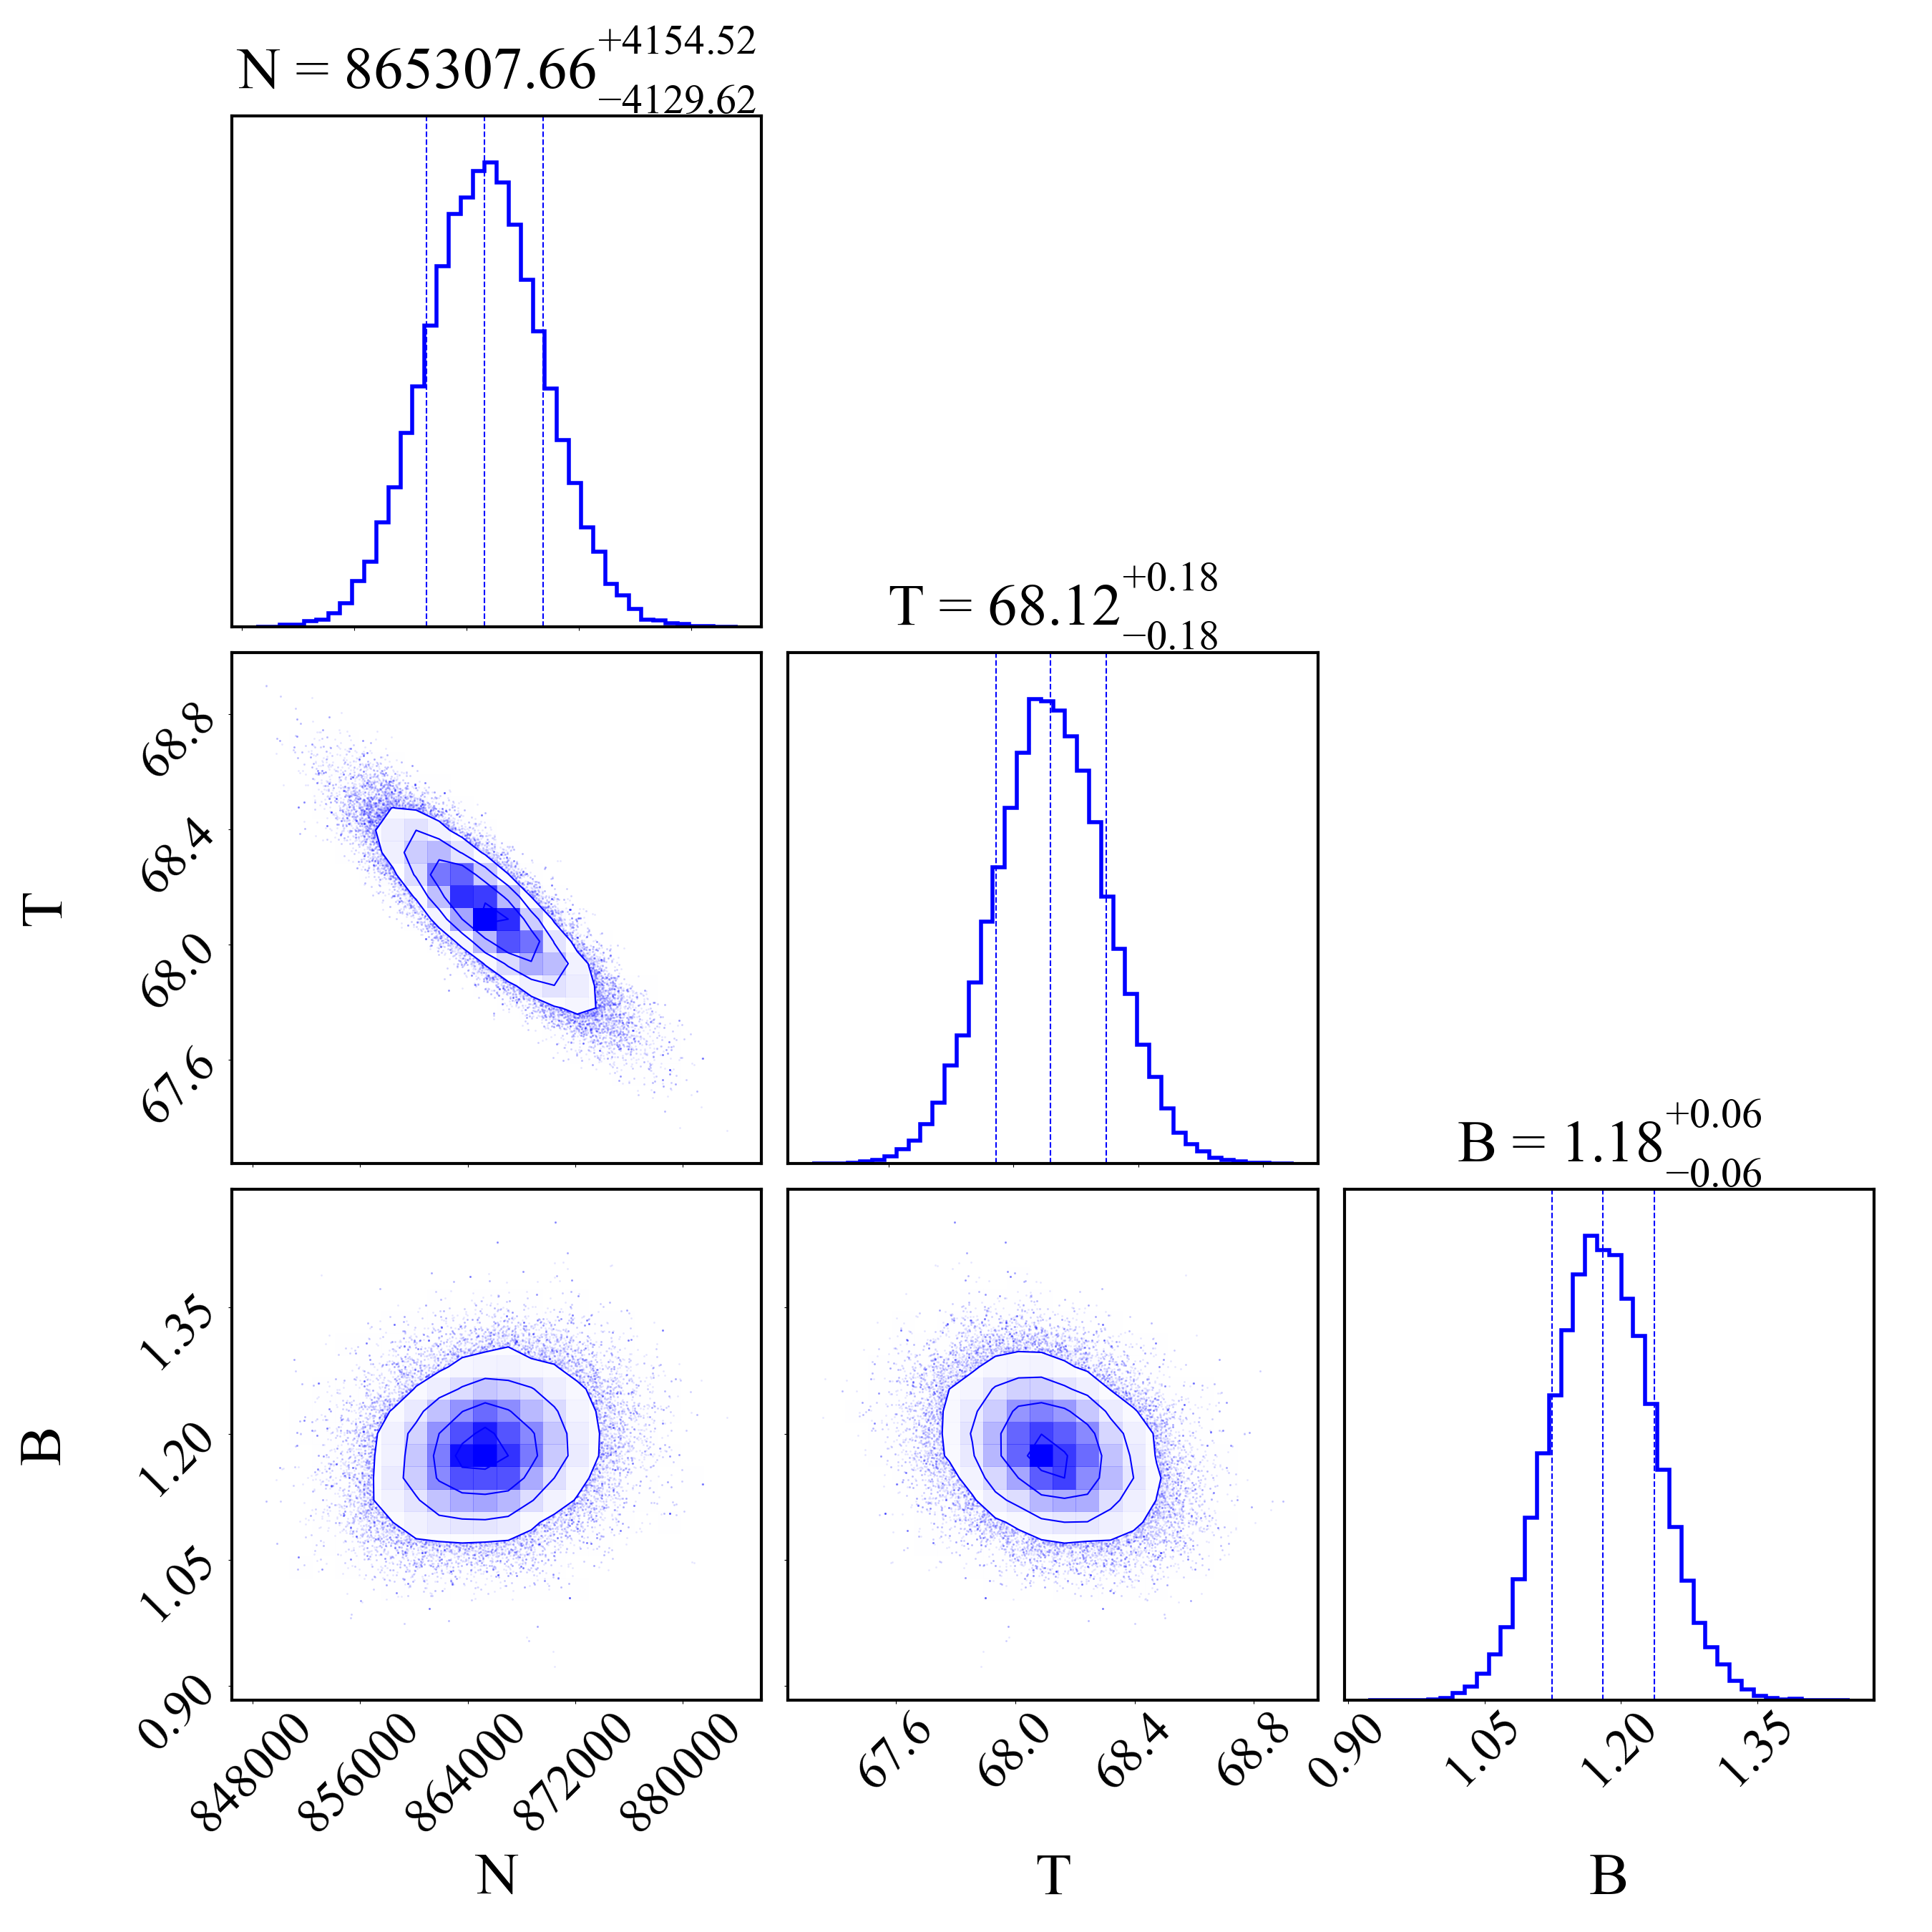 N = 865307.66 +4154.52 −4129.62
T = 68.12 +0.18 −0.18
68.8
68.4
68.0
67.6
T
B = 1.18 +0.06 −0.06
1.35
1.20
1.05
0.90
B
848000 856000 864000 872000 880000
67.6 68.0 68.4 68.8
0.90 1.05 1.20 1.35
N T B